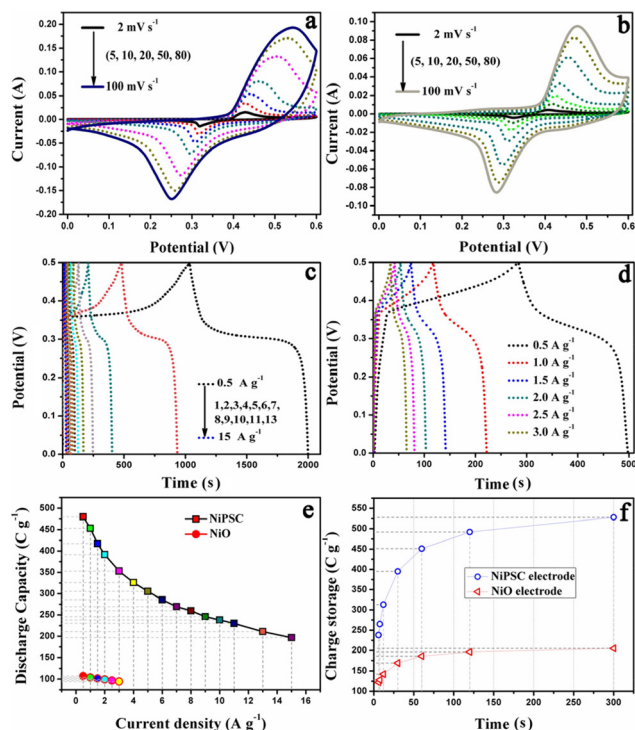 a
2 mV s-1
(5, 10, 20, 50, 80)
100 mV s-1
0.20
0.15
0.10
0.05
0.00
-0.05
-0.10
-0.15
-0.20
Current (A)
0.0 0.1 0.2 0.3 0.4 0.5 0.6
Potential (V)
b
2 mV s-1
(5, 10, 20, 50, 80)
100 mV s-1
0.10
0.08
0.06
0.04
0.02
0.00
-0.02
-0.04
-0.06
-0.08
-0.10
Current (A)
0.0 0.1 0.2 0.3 0.4 0.5 0.6
Potential (V)
c
0.5
0.4
0.3
0.2
0.1
0.0
Potential (V)
0.5 A g-1
1,2,3,4,5,6,7,
8,9,10,11,13
15 A g-1
0 500 1000 1500 2000
Time (s)
d
0.5
0.4
0.3
0.2
0.1
0.0
Potential (V)
0.5 A g-1
1.0 A g-1
1.5 A g-1
2.0 A g-1
2.5 A g-1
3.0 A g-1
0 100 200 300 400 500
Time (s)
e
NiPSC
NiO
500
450
400
350
300
250
200
150
100
Discharge Capacity (C g-1)
0 2 4 6 8 10 12 14 16
Current density (A g-1)
f
NiPSC electrode
NiO electrode
550
500
450
400
350
300
250
200
150
100
Charge storage (C g-1)
0 50 100 150 200 250 300
Time (s)